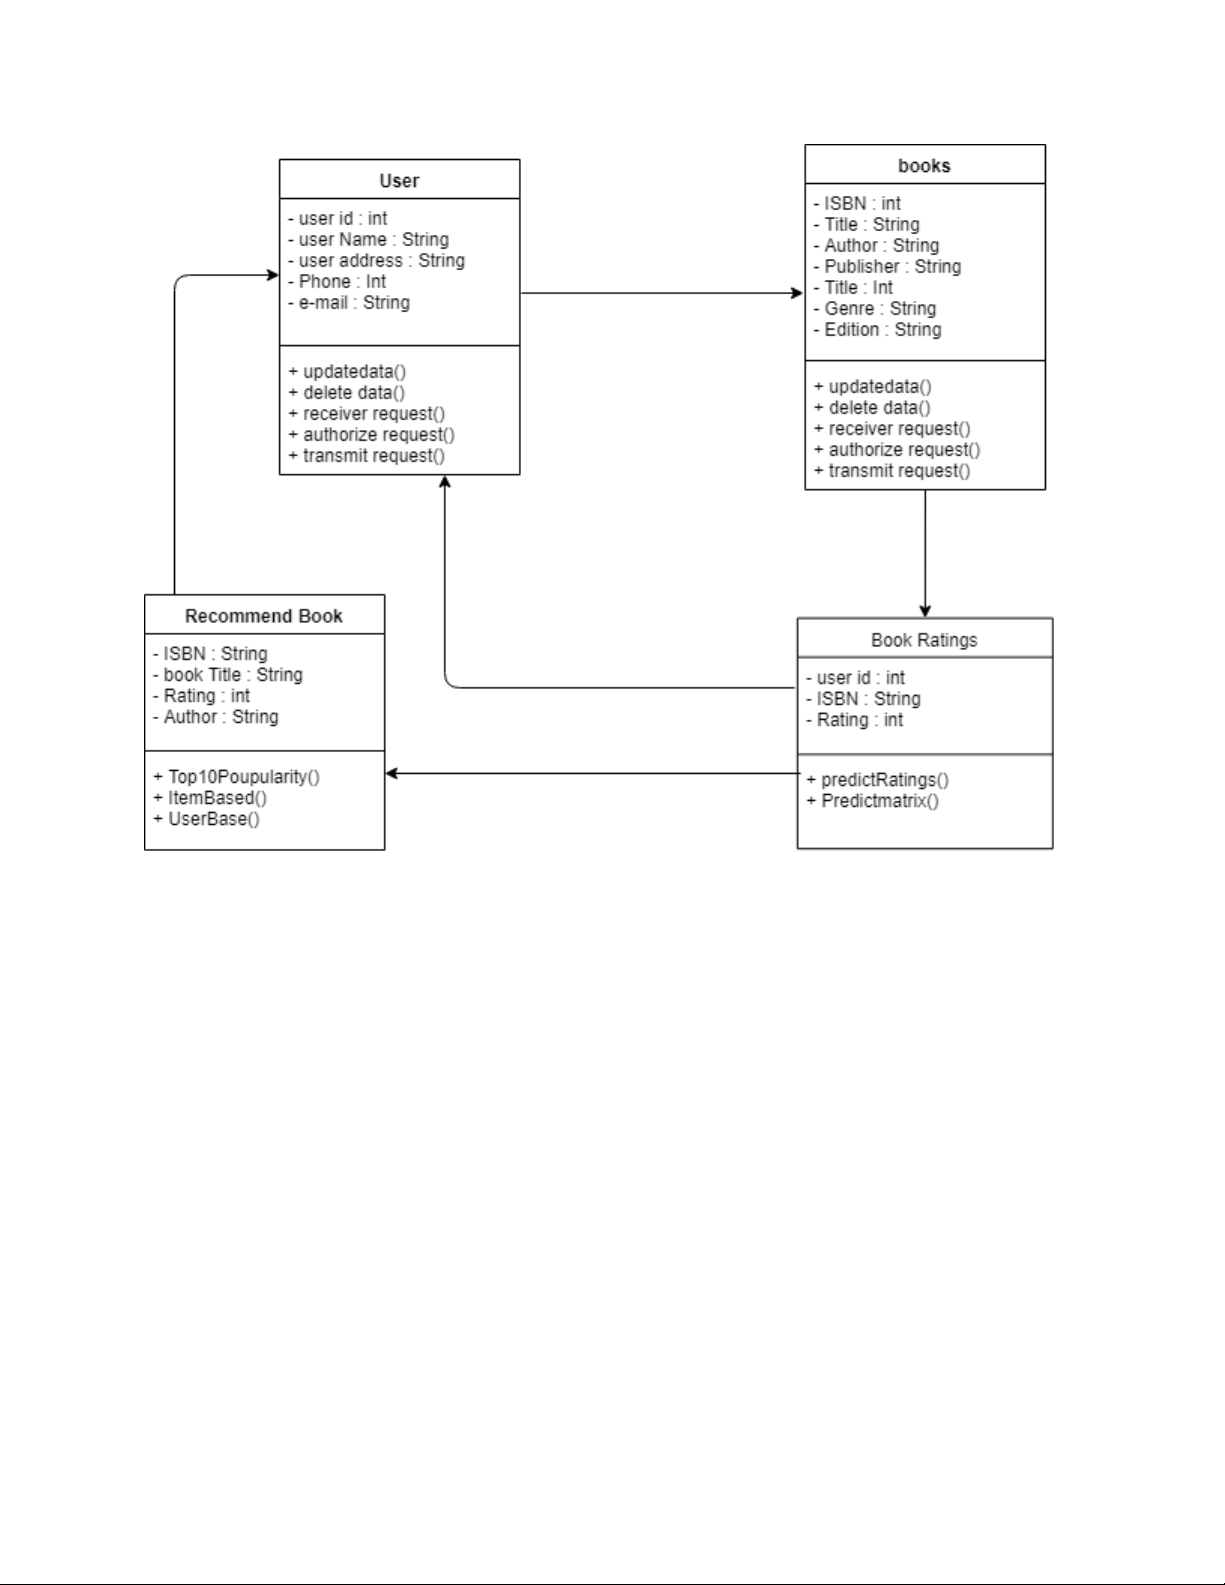 User
- user id : int
- user Name : String
- user address : String
- Phone : Int
- e-mail : String
+ updatedata()
+ delete data()
+ receiver request()
+ authorize request()
+ transmit request()
books
- ISBN : int
- Title : String
- Author : String
- Publisher : String
- Title : Int
- Genre : String
- Edition : String
+ updatedata()
+ delete data()
+ receiver request()
+ authorize request()
+ transmit request()
Recommend Book
- ISBN : String
- book Title : String
- Rating : int
- Author : String
+ Top10Poupularity()
+ ItemBased()
+ UserBase()
Book Ratings
- user id : int
- ISBN : String
- Rating : int
+ predictRatings()
+ Predictmatrix()